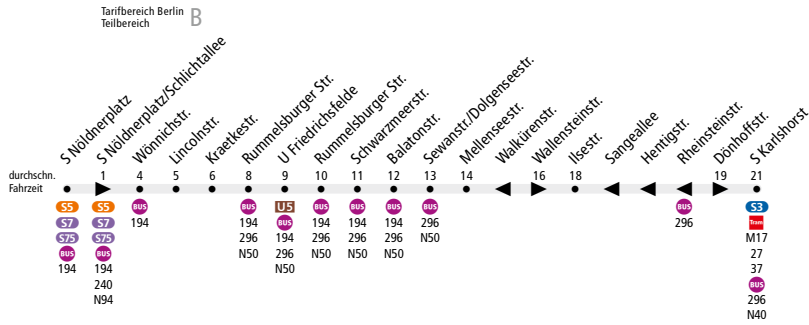 Tarifbereich Berlin
Teilbereich
B
S Nöldnerplatz
S Nöldnerplatz/Schlichtallee
Wönnichstr.
Lincolnstr.
Kraetkestr.
Rummelsburger Str.
U Friedrichsfelde
Rummelsburger Str.
Schwarzmeerstr.
Balatonstr.
Sewanstr./Dolgenseestr.
Mellenseestr.
Walkürenstr.
Wallensteinstr.
Ilsestr.
Sangeallee
Hentigstr.
Rheinsteinstr.
Dönhoffstr.
S Karlshorst
durchschn. 1 4 5 6 8 9 10 11 12 13 14 16 18 19 21
Fahrzeit
S5 S5 BUS BUS U5 BUS BUS BUS BUS BUS S3
S7 S7 194 194 BUS 194 194 194 296 296 Tram
S75 S75 296 194 296 296 296 N50 M17
BUS BUS N50 296 N50 N50 N50 27
194 194 N50 37
240 BUS
N94 296
N40